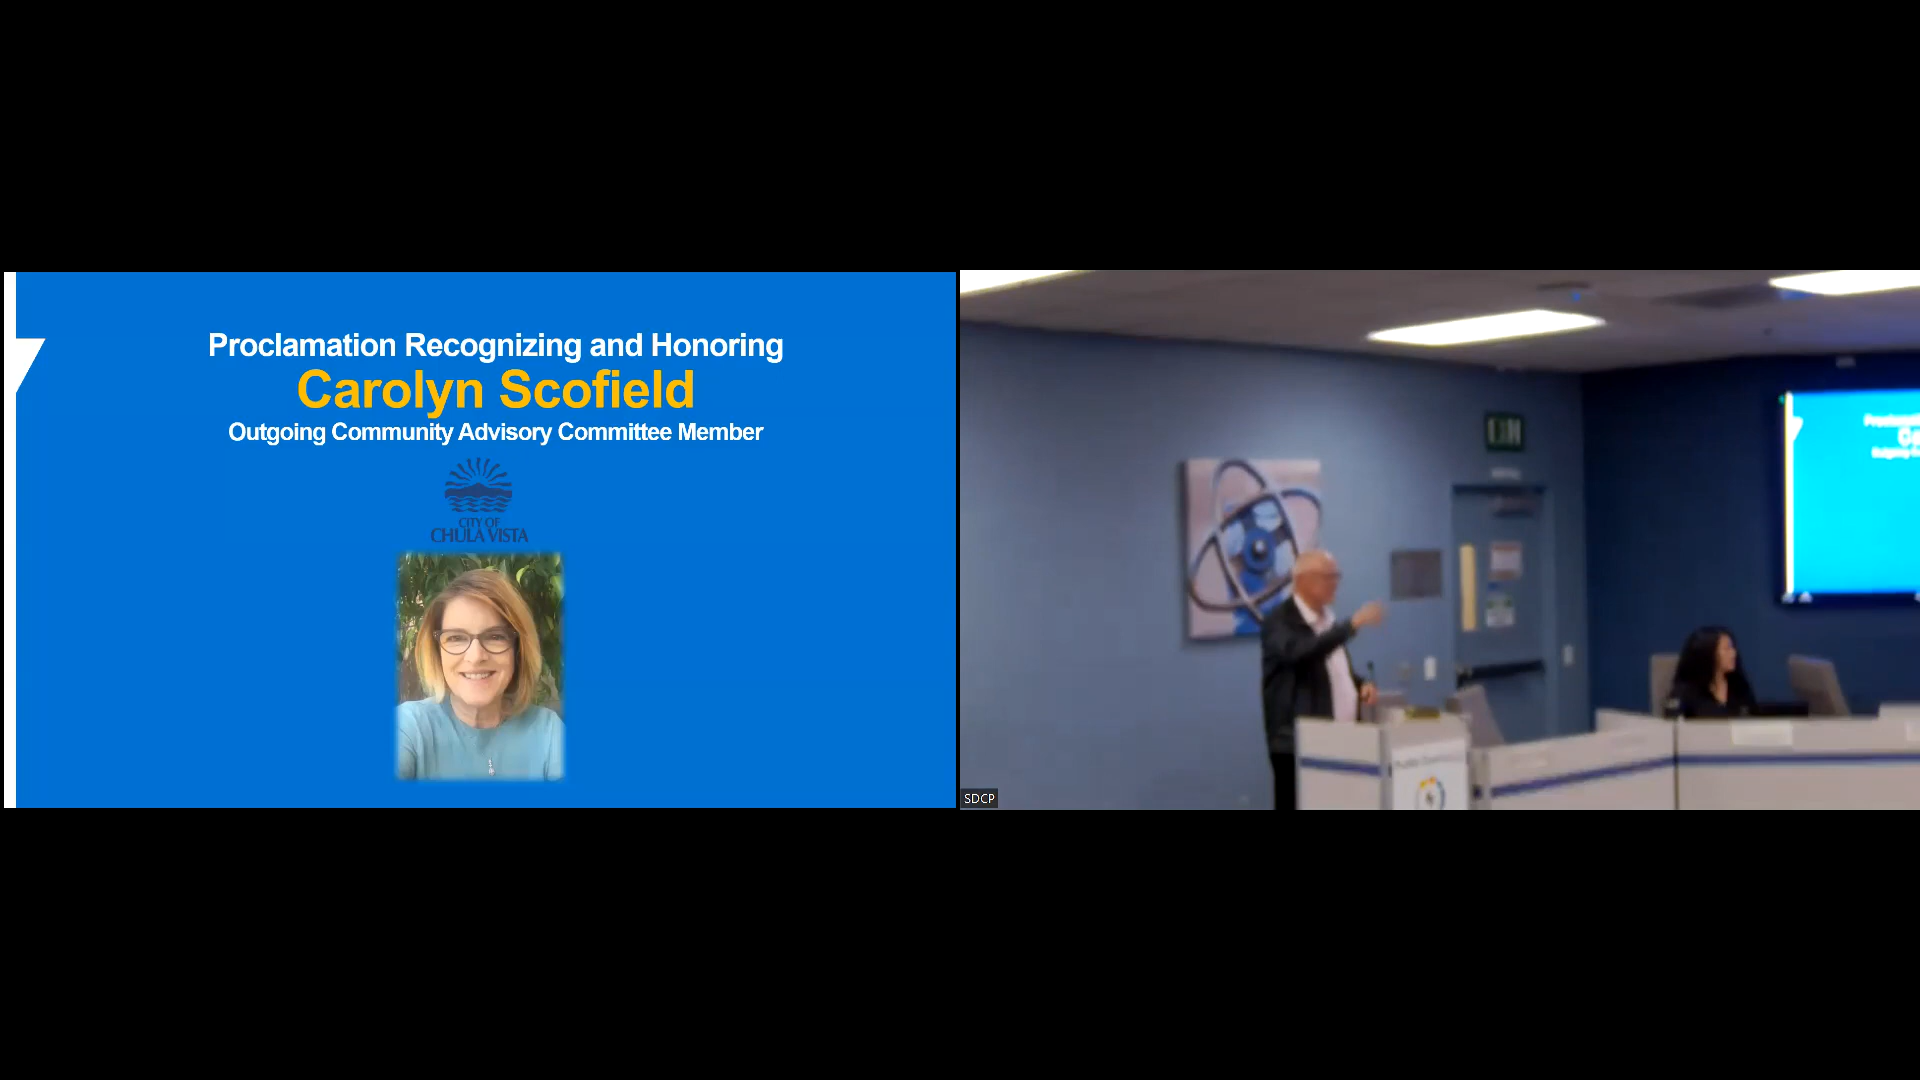 Proclamation Recognizing and Honoring
Carolyn Scofield
Outgoing Community Advisory Committee Member
CITY OF
CHULA VISTA
SDCP